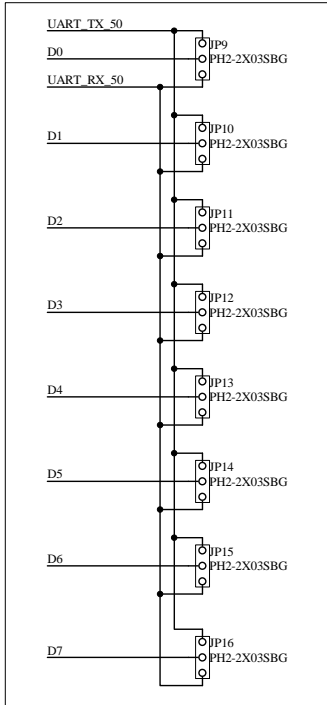 UART_TX_50
JP9
D0
PH2-2X03SBG
UART_RX_50
JP10
D1
PH2-2X03SBG
JP11
D2
PH2-2X03SBG
JP12
D3
PH2-2X03SBG
JP13
D4
PH2-2X03SBG
JP14
D5
PH2-2X03SBG
JP15
D6
PH2-2X03SBG
JP16
D7
PH2-2X03SBG